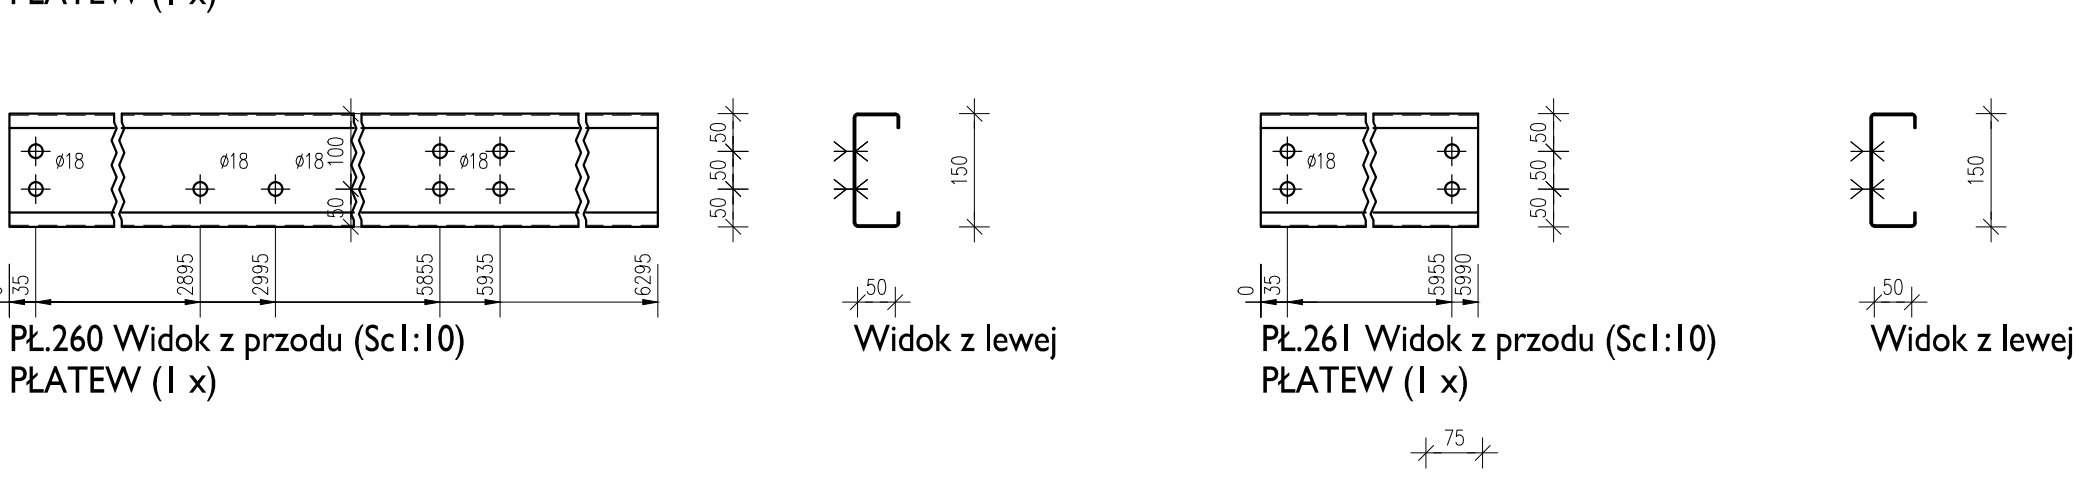 PŁATEW (1 x)
ø18
ø18
ø18
100
50
ø18
50
50
50
150
ø18
50
50
50
150
35
2895
2995
5855
5935
6295
50
0
35
5955
5990
50
PŁ.260 Widok z przodu (Sc1:10)
PŁATEW (1 x)
Widok z lewej
PŁ.261 Widok z przodu (Sc1:10)
PŁATEW (1 x)
Widok z lewej
75